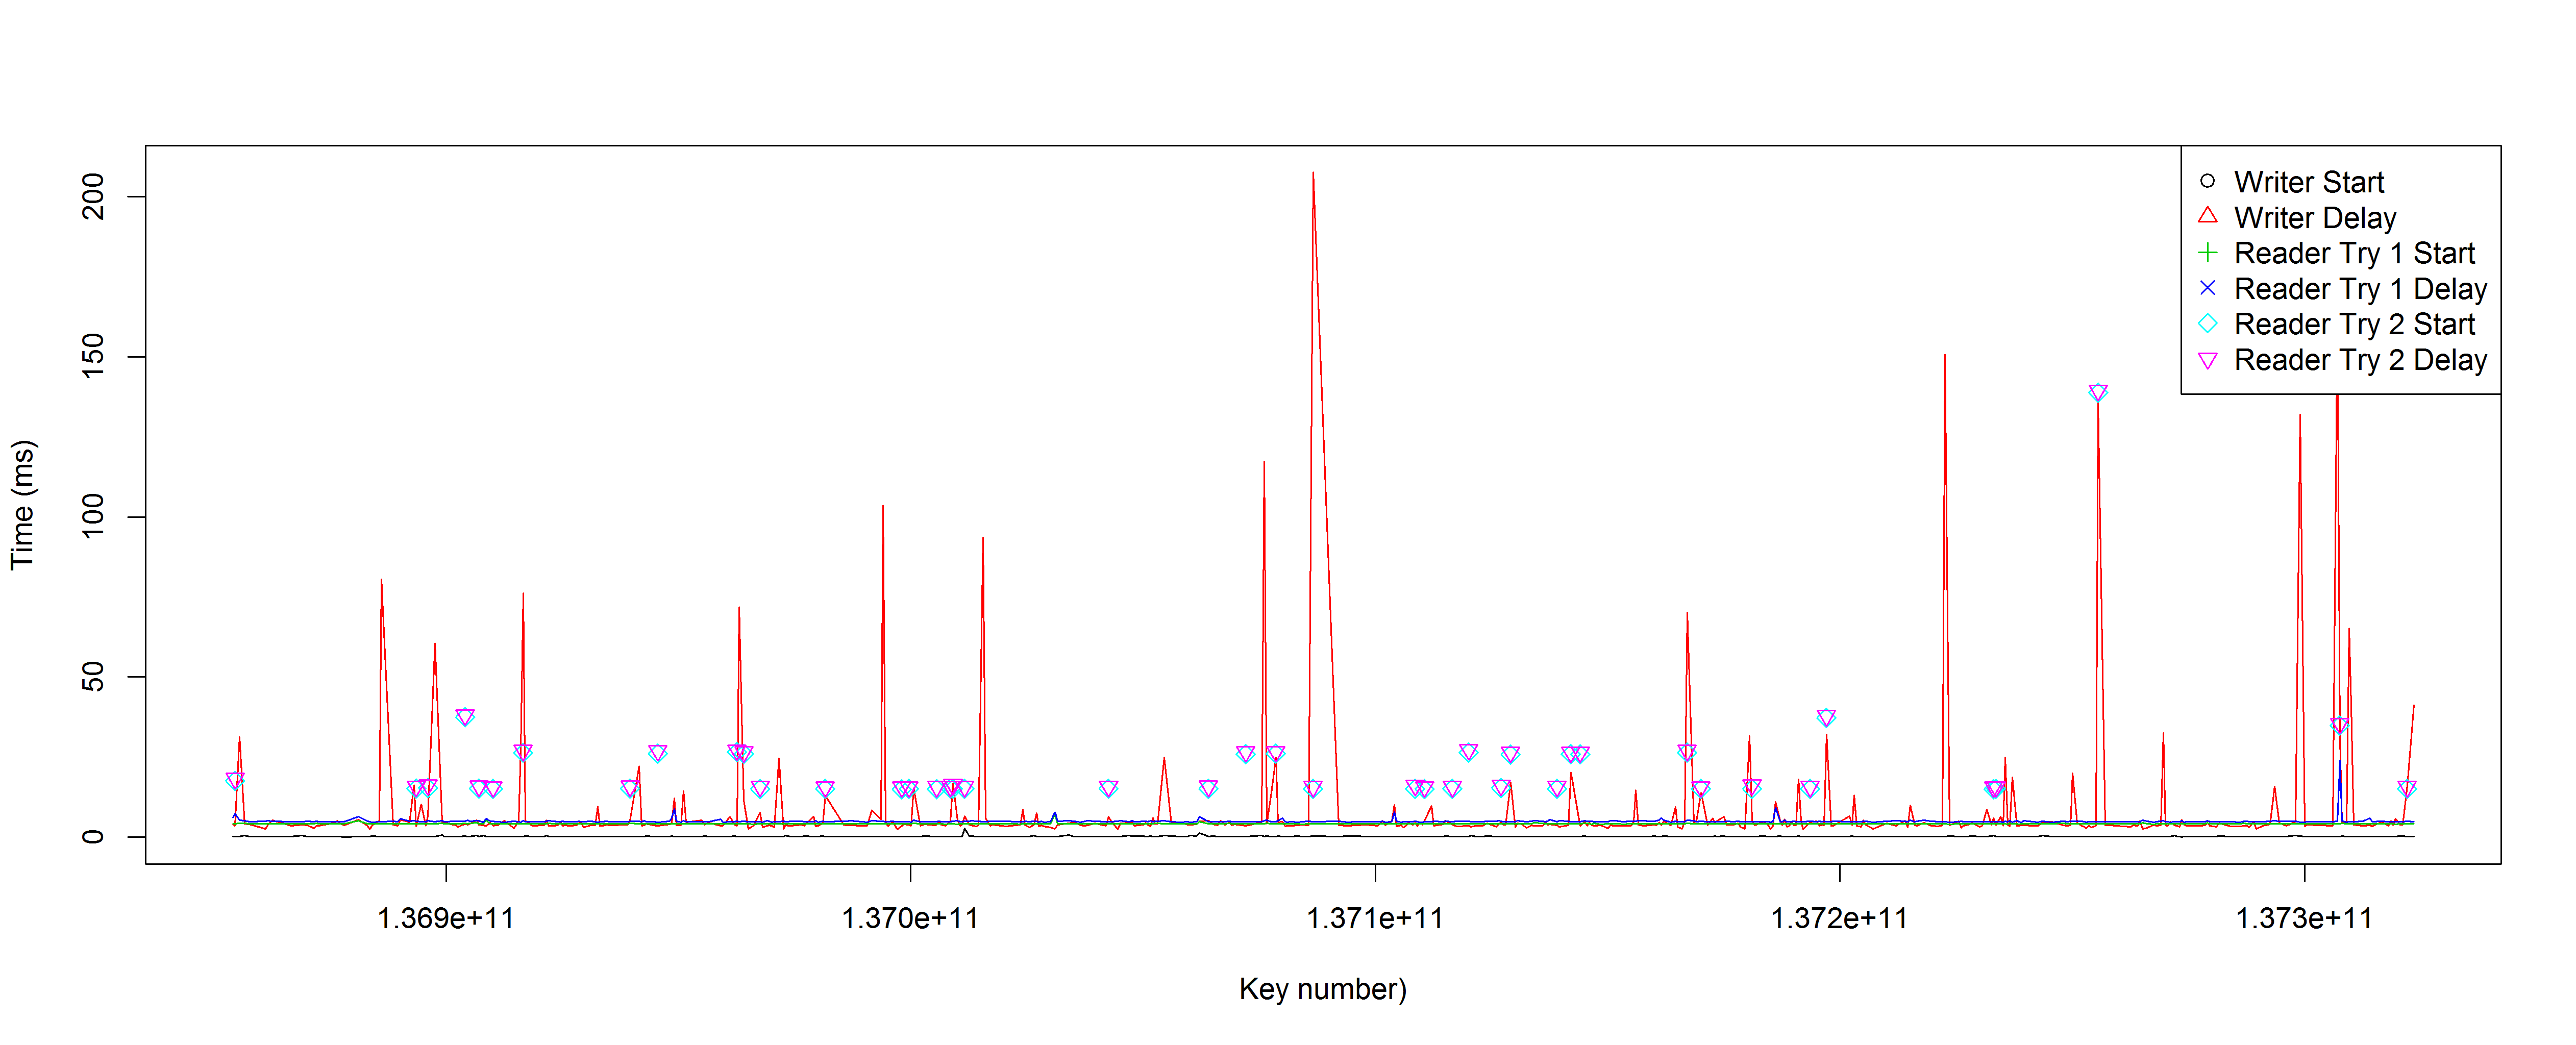 Time (ms)
200
150
100
50
0
Writer Start
Writer Delay
Reader Try 1 Start
Reader Try 1 Delay
Reader Try 2 Start
Reader Try 2 Delay
1.369e+11 1.370e+11 1.371e+11 1.372e+11 1.373e+11
Key number)